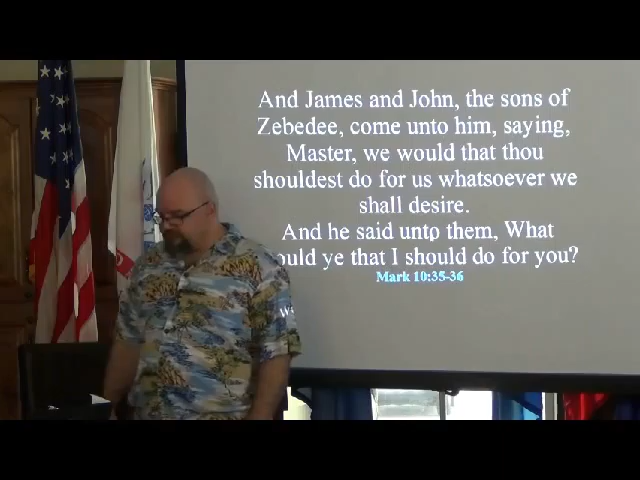 And James and John, the sons of
Zebedee, come unto him, saying,
Master, we would that thou
shouldest do for us whatsoever we
shall desire.
And he said unto them, What
ould ye that I should do for you?
Mark 10:35-36